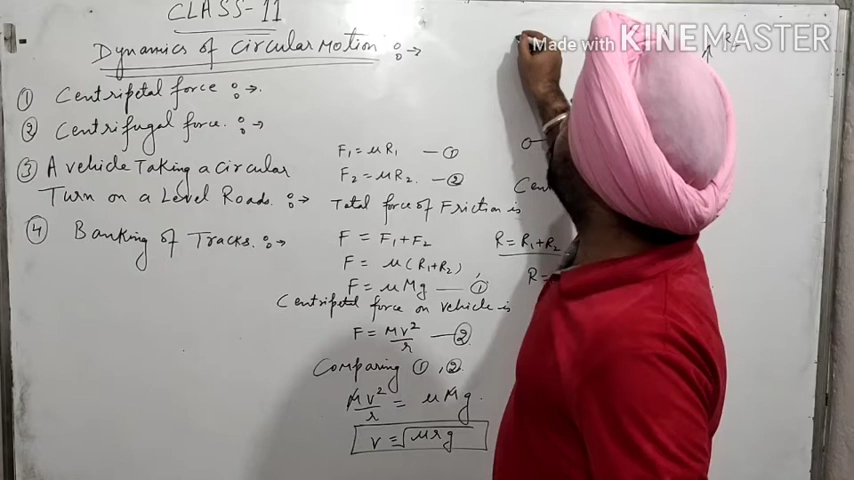 CLASS-11
Dynamics of Circular Motion :→
① Centripetal force :→
② Centrifugal force. :→
③ A vehicle Taking a Circular
Turn on a Level Roads. :→
④ Banking of Tracks. :→
F₁ = μR₁ — ①
F₂ = μR₂ — ②
Total force of Friction is
F = F₁ + F₂
F = μ(R₁+R₂)
F = μMg — ①
Centripetal force on vehicle is
F = Mv²/r — ②
Comparing ①, ②
Mv²/r = μMg.
v = √μrg
R = R₁+R₂
R =
Made with KINEMASTER